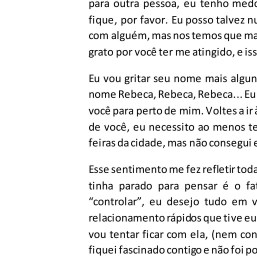 para outra pessoa, eu tenho medo
fique, por favor. Eu posso talvez nu
com alguém, mas nos temos que ma
grato por você ter me atingido, e iss
Eu vou gritar seu nome mais algun
nome Rebeca, Rebeca, Rebeca... Eu
você para perto de mim. Voltes a ir à
de você, eu necessito ao menos te
feiras da cidade, mas não consegui e
Esse sentimento me fez refletir toda
tinha parado para pensar é o fat
“controlar”, eu desejo tudo em v
relacionamento rápidos que tive eu
vou tentar ficar com ela, (nem con
fiquei fascinado contigo e não foi po